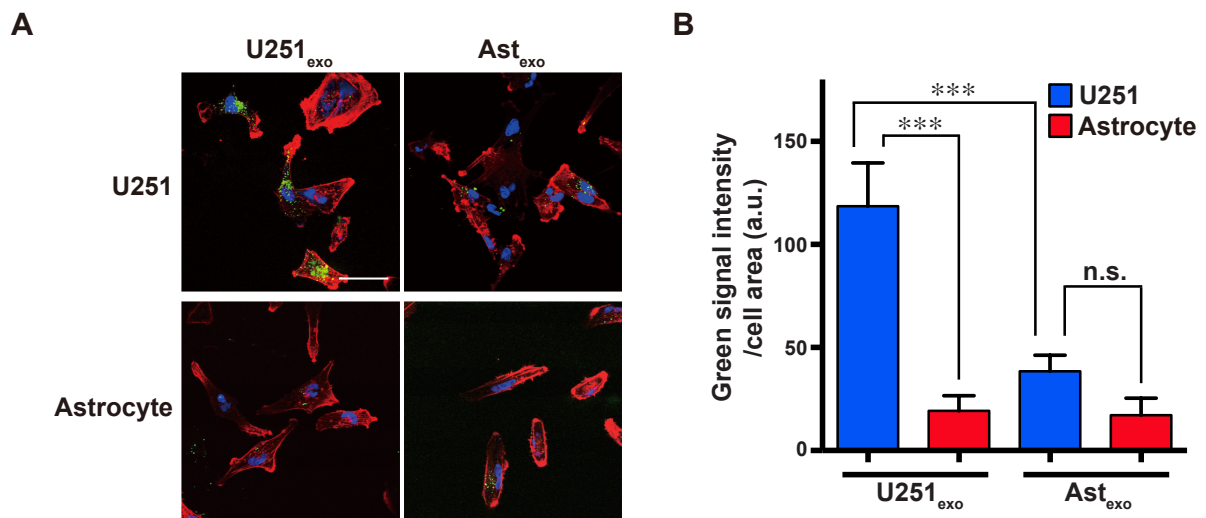 A
U251exo
Astexo
U251
Astrocyte
B
Green signal intensity
/cell area (a.u.)
150
100
50
0
***
***
n.s.
U251
Astrocyte
U251exo
Astexo